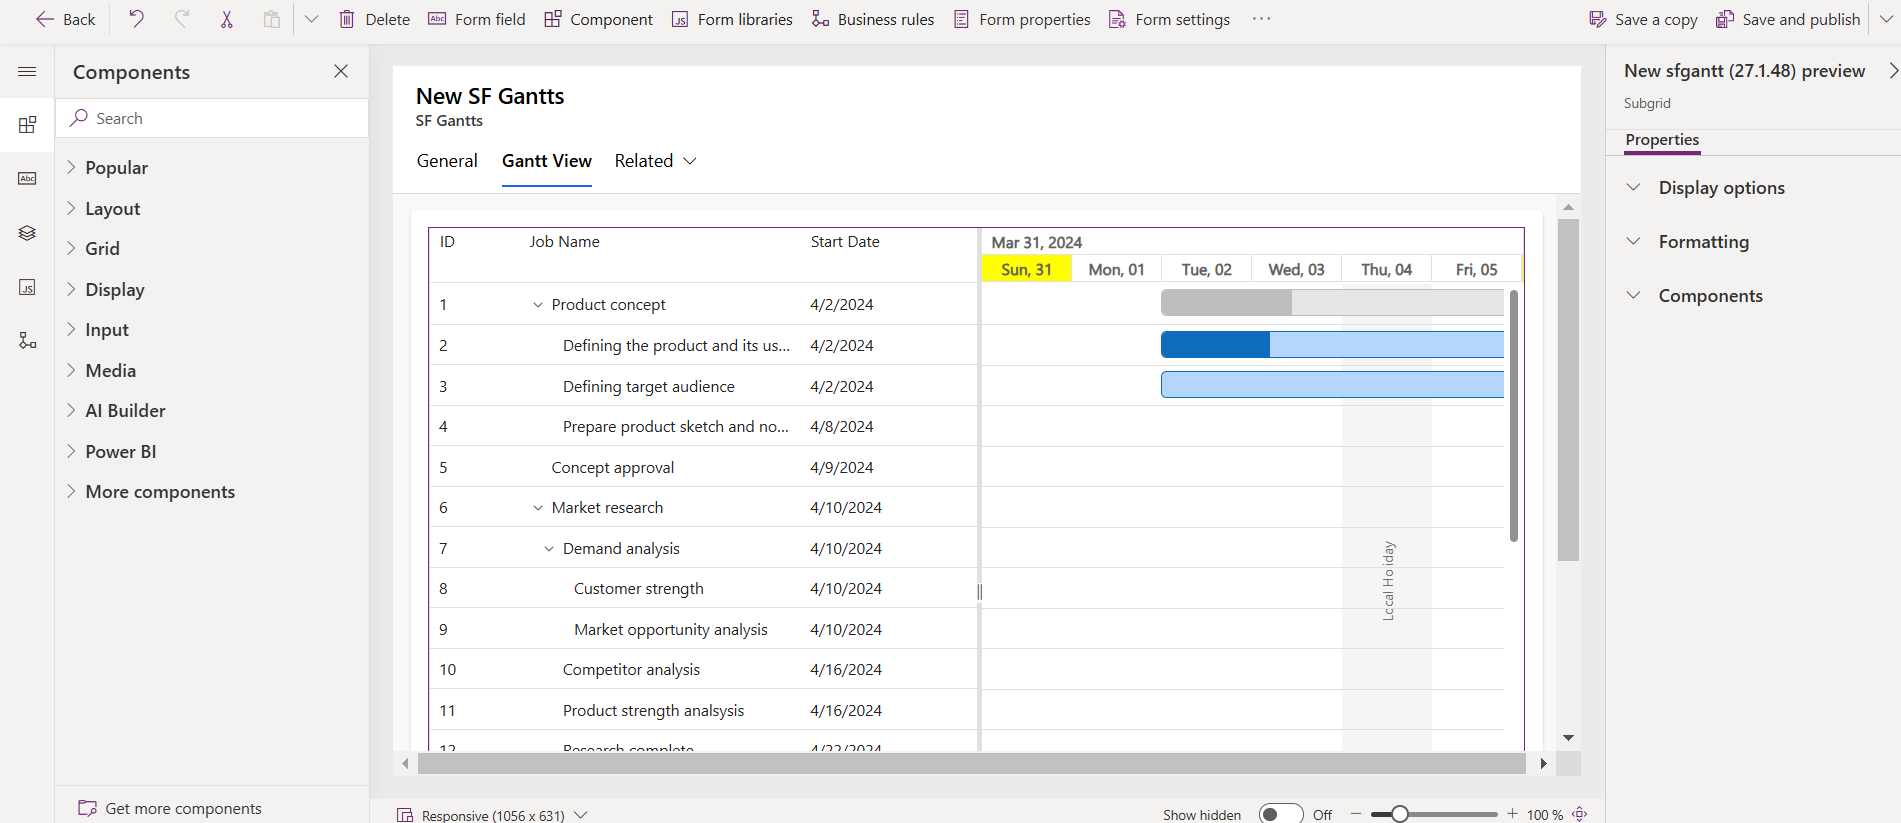 Back Delete Form field Component Form libraries Business rules Form properties Form settings ... Save a copy Save and publish
Components
Search
Popular
Layout
Grid
Display
Input
Media
AI Builder
Power BI
More components
Get more components
New SF Gantts
SF Gantts
General Gantt View Related
ID Job Name Start Date Mar 31, 2024
Sun, 31 Mon, 01 Tue, 02 Wed, 03 Thu, 04 Fri, 05
1 Product concept 4/2/2024
2 Defining the product and its us... 4/2/2024
3 Defining target audience 4/2/2024
4 Prepare product sketch and no... 4/8/2024
5 Concept approval 4/9/2024
6 Market research 4/10/2024
7 Demand analysis 4/10/2024
8 Customer strength 4/10/2024
9 Market opportunity analysis 4/10/2024
10 Competitor analysis 4/16/2024
11 Product strength analsysis 4/16/2024
12 Research complete 4/22/2024
Local Holiday
Responsive (1056 x 631) Show hidden Off 100 %
New sfgantt (27.1.48) preview
Subgrid
Properties
Display options
Formatting
Components